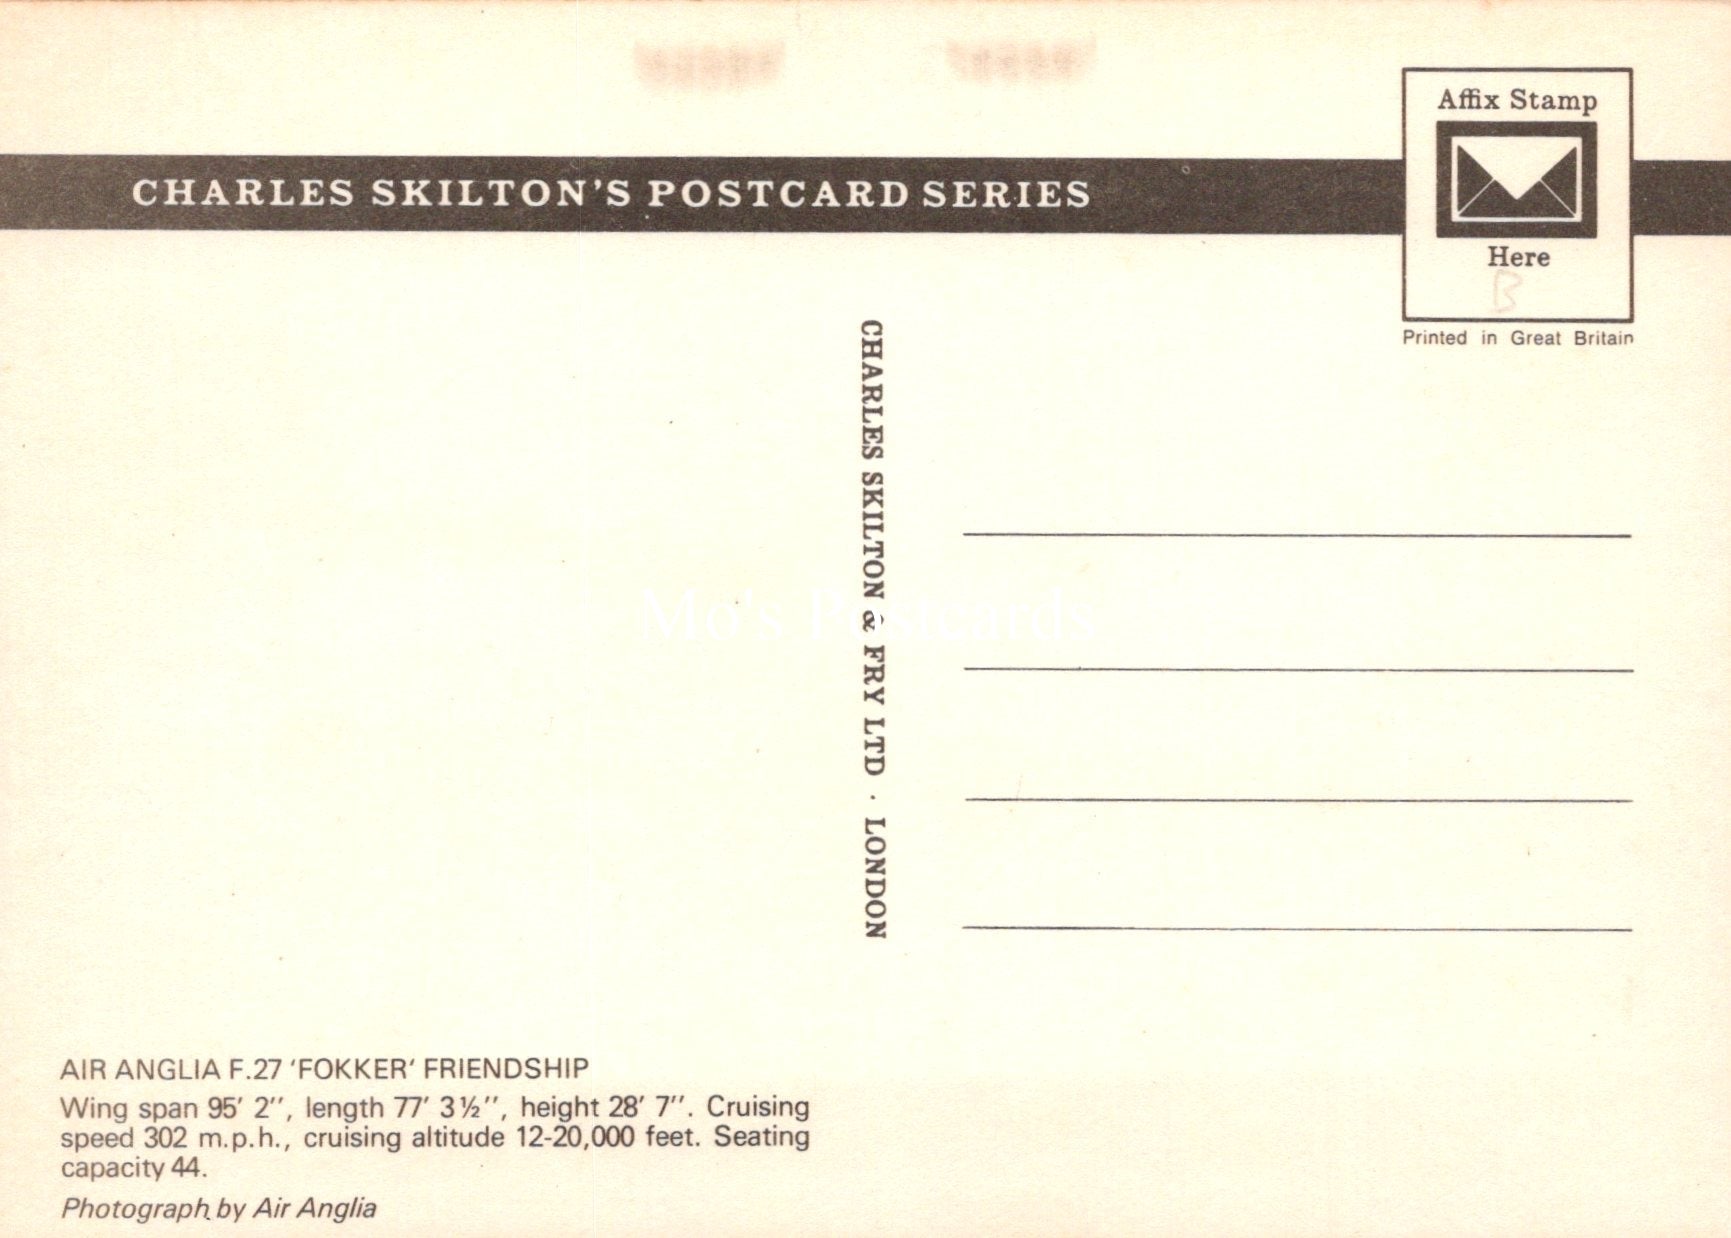 CHARLES SKILTON'S POSTCARD SERIES
Affix Stamp
Here
B
Printed in Great Britain
CHARLES SKILTON & FRY LTD · LONDON
Mo's Postcards
AIR ANGLIA F.27 'FOKKER' FRIENDSHIP
Wing span 95' 2'', length 77' 3½'', height 28' 7''. Cruising
speed 302 m.p.h., cruising altitude 12-20,000 feet. Seating
capacity 44.
Photograph by Air Anglia